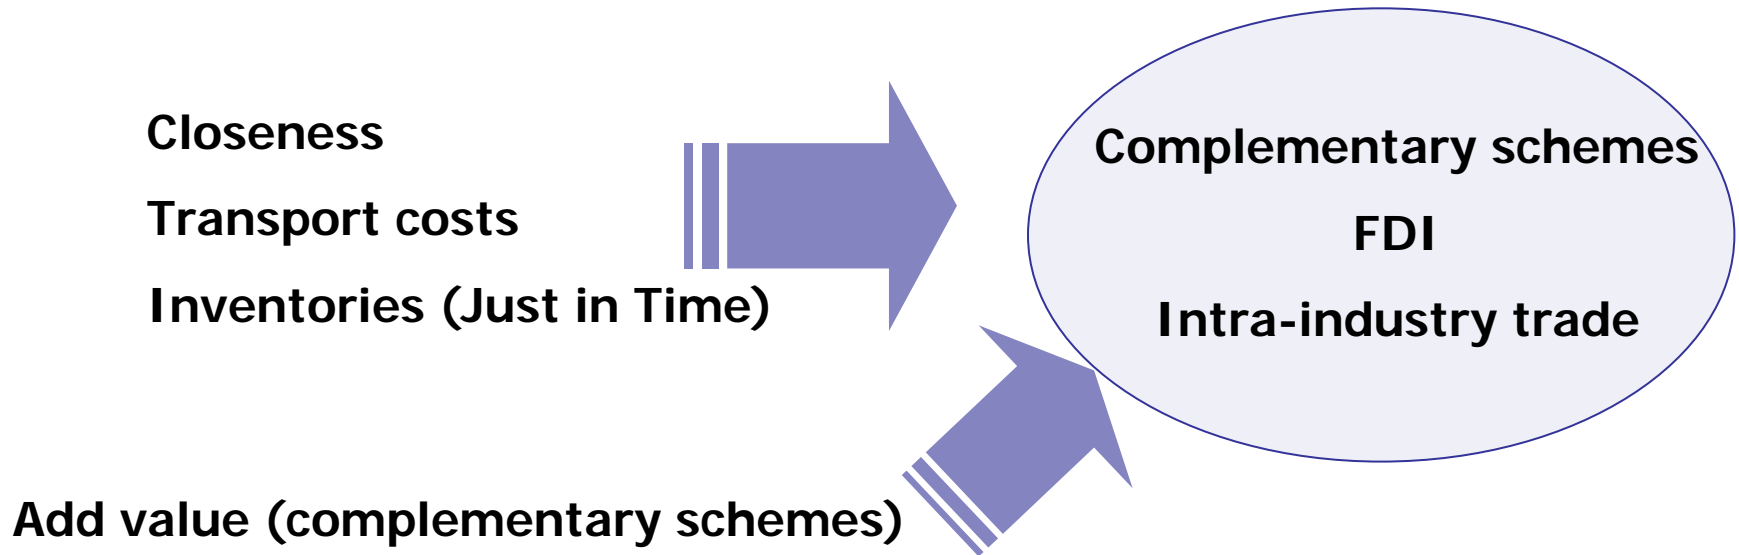 Closeness
Transport costs
Inventories (Just in Time)
Add value (complementary schemes)
Complementary schemes
FDI
Intra-industry trade